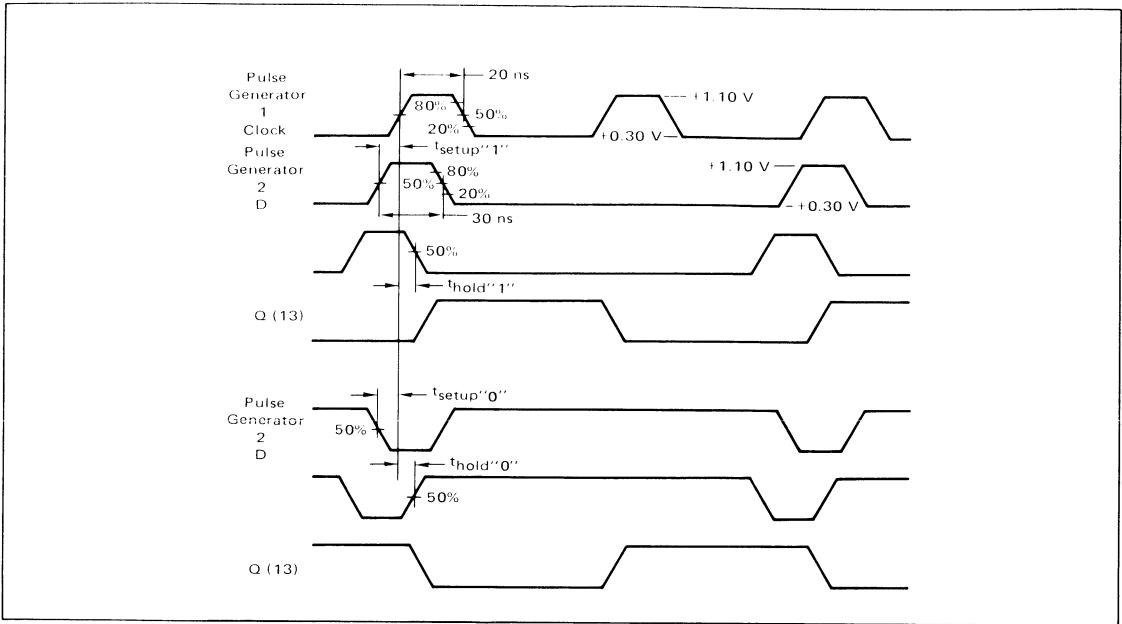 Pulse
Generator
1
Clock
20 ns
80%
50%
20%
+1.10 V
+0.30 V
Pulse
Generator
2
D
tsetup"1"
80%
50%
20%
30 ns
+1.10 V
+0.30 V
50%
thold"1"
Q (13)
Pulse
Generator
2
D
tsetup"0"
50%
thold"0"
50%
Q (13)